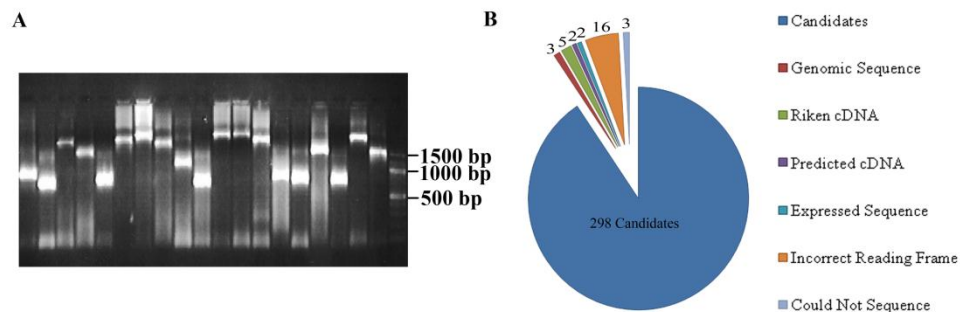 A
1500 bp
1000 bp
500 bp
B
3
5
2
2
16
3
298 Candidates
Candidates
Genomic Sequence
Riken cDNA
Predicted cDNA
Expressed Sequence
Incorrect Reading Frame
Could Not Sequence